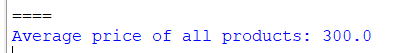 ====
Average price of all products: 300.0